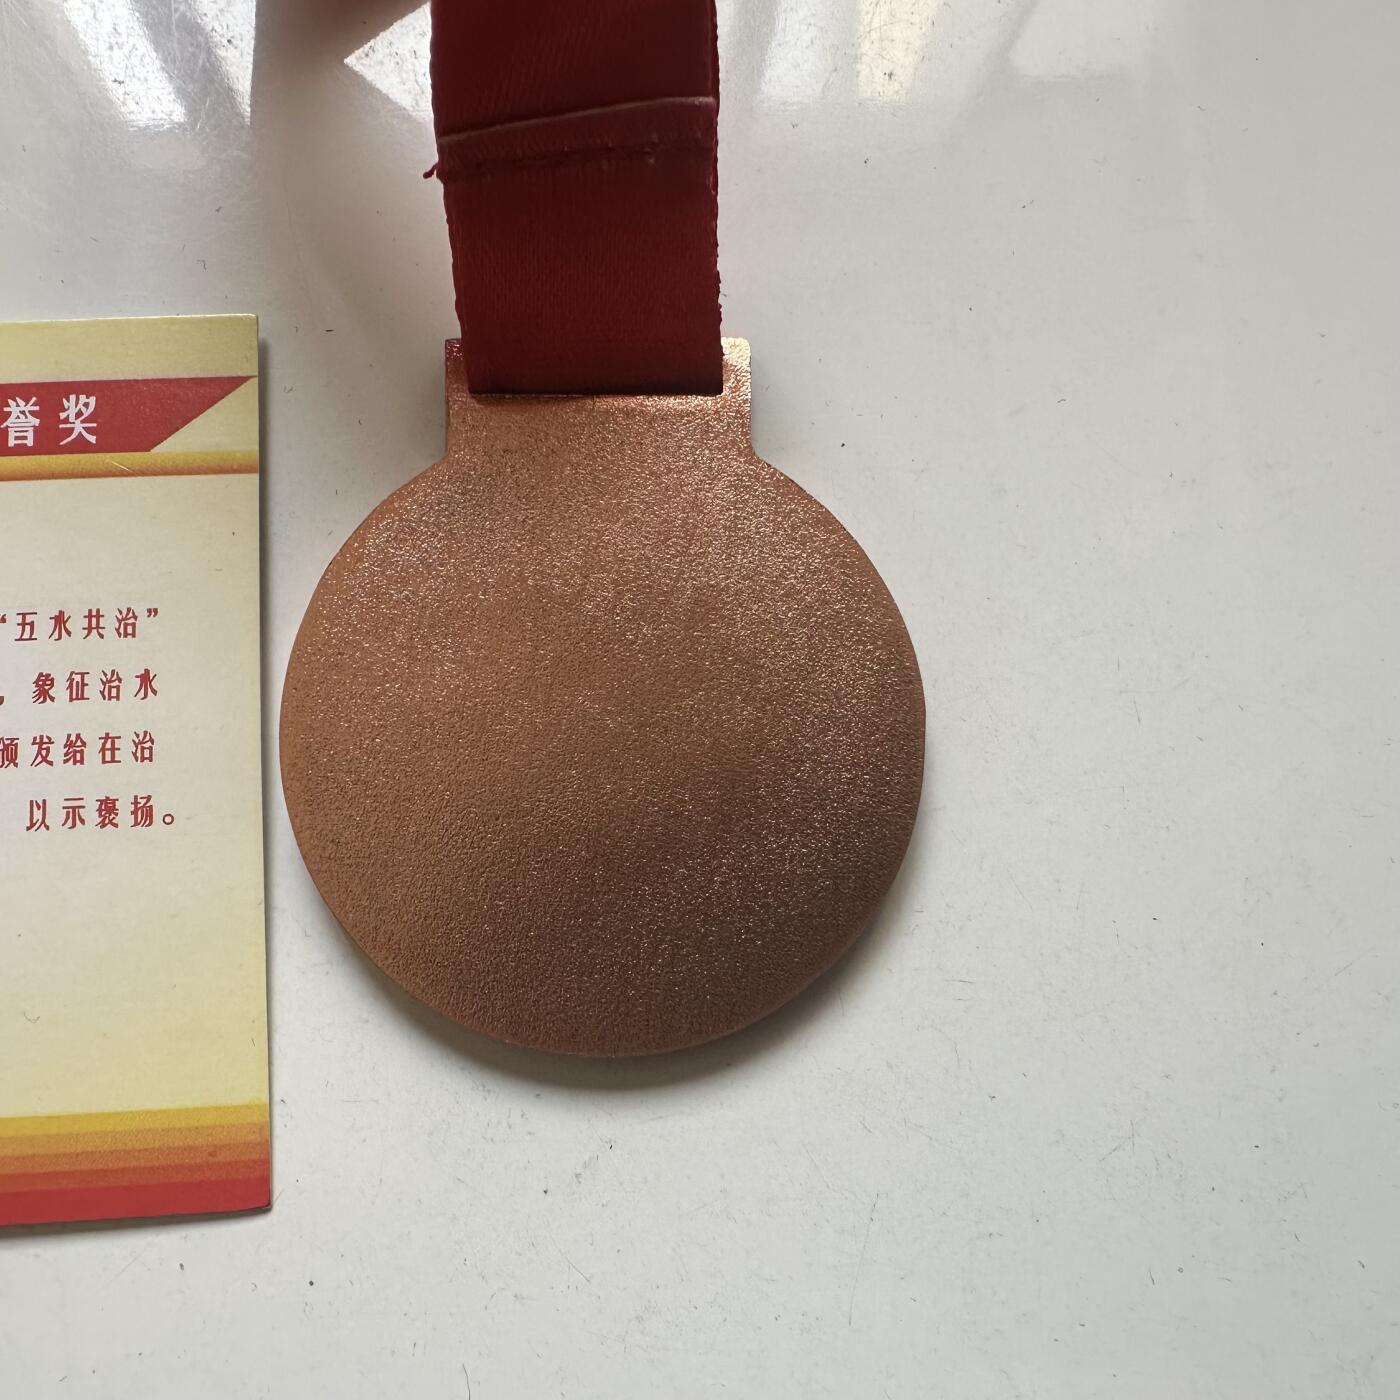 誉奖
“五水共治”
，象征治水
颁发给在治
以示褒扬。